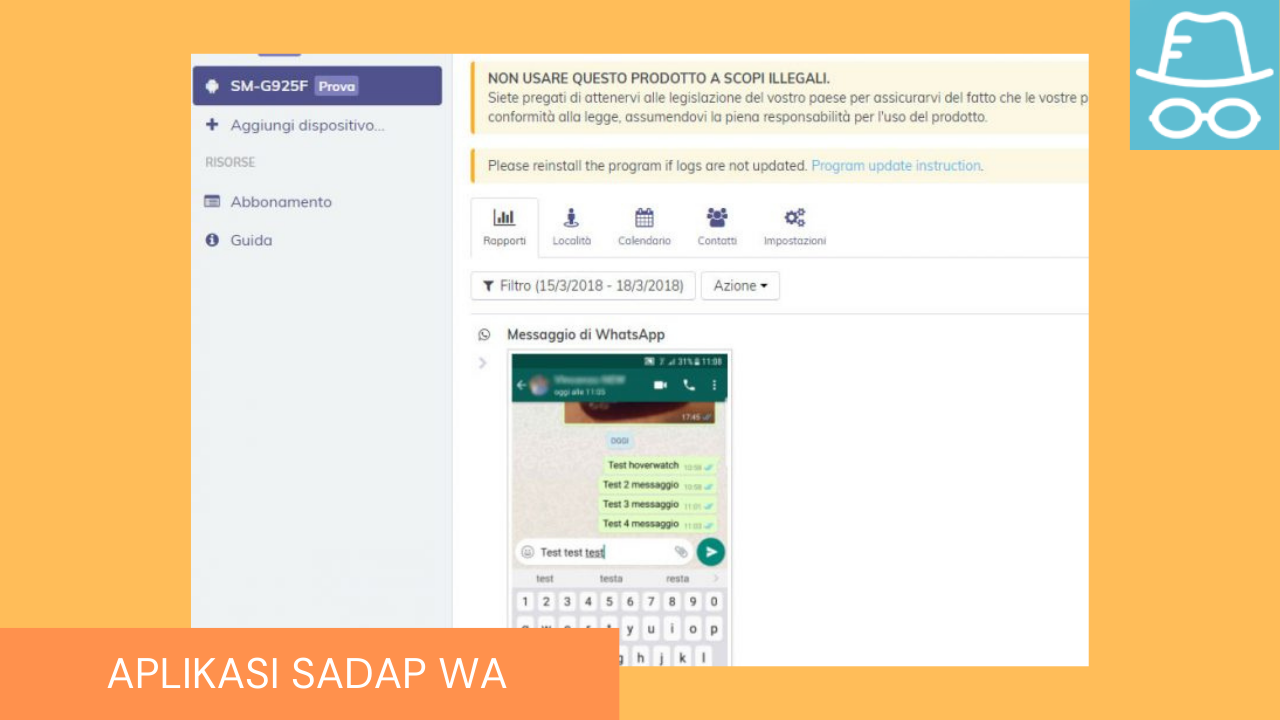 SM-G925F Prova
Aggiungi dispositivo...
RISORSE
Abbonamento
Guida
NON USARE QUESTO PRODOTTO A SCOPI ILLEGALI.
Siete pregati di attenervi alle legislazione del vostro paese per assicurarvi del fatto che le vostre p
conformità alla legge, assumendovi la piena responsabilità per l'uso del prodotto.
Please reinstall the program if logs are not updated. Program update instruction.
Rapporti
Località
Calendario
Contatti
Impostazioni
Filtro (15/3/2018 - 18/3/2018)
Azione
Messaggio di WhatsApp
31% 11:08
oggi alle 11:05
17:45
OGGI
Test hoverwatch 10:58
Test 2 messaggio 10:58
Test 3 messaggio 11:01
Test 4 messaggio 11:03
Test test test
test testa resta
1 2 3 4 5 6 7 8 9 0
y u i o p
g h j k l
APLIKASI SADAP WA